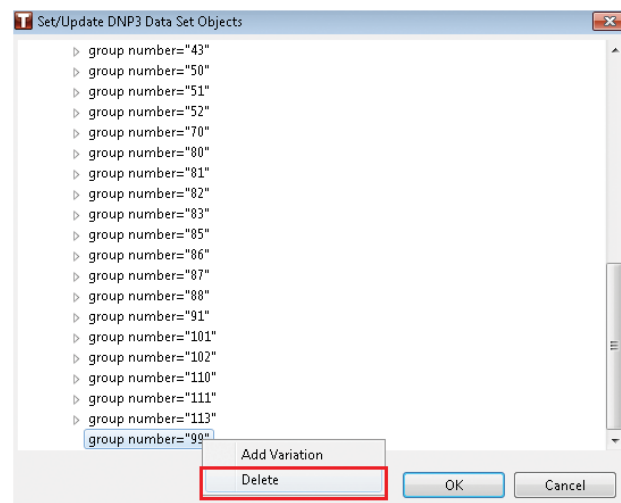 Set/Update DNP3 Data Set Objects
group number="43"
group number="50"
group number="51"
group number="52"
group number="70"
group number="80"
group number="81"
group number="82"
group number="83"
group number="85"
group number="86"
group number="87"
group number="88"
group number="91"
group number="101"
group number="102"
group number="110"
group number="111"
group number="113"
group number="99"
Add Variation
Delete
OK
Cancel